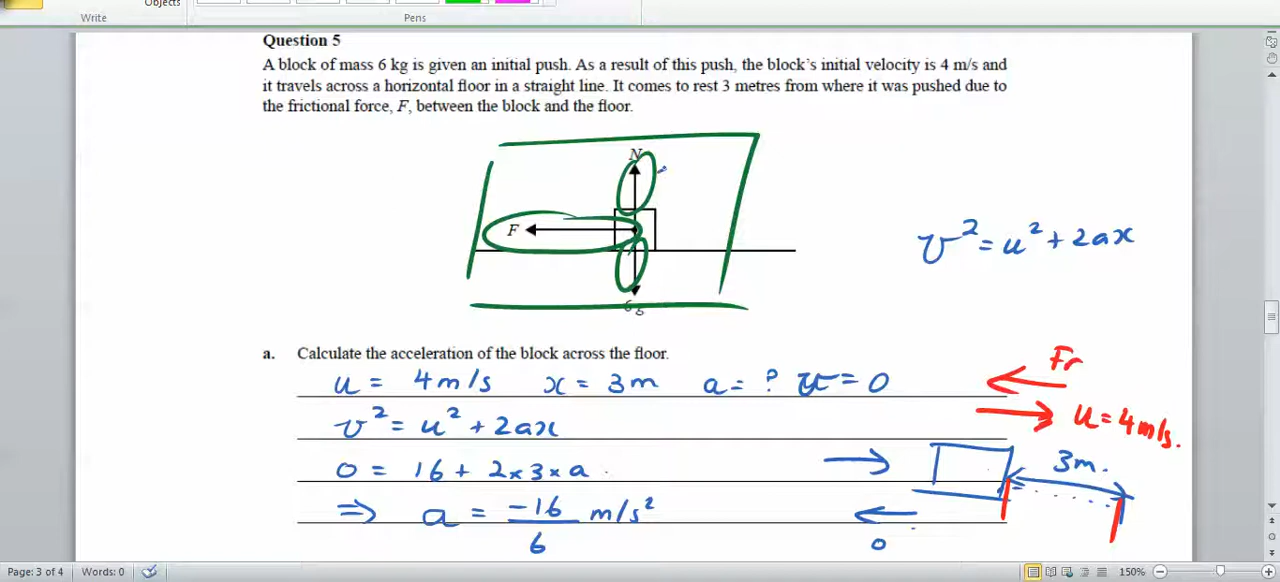 Objects
Write
Pens
Question 5
A block of mass 6 kg is given an initial push. As a result of this push, the block's initial velocity is 4 m/s and
it travels across a horizontal floor in a straight line. It comes to rest 3 metres from where it was pushed due to
the frictional force, F, between the block and the floor.
N
F
6g
v² = u² + 2ax
a. Calculate the acceleration of the block across the floor.
u = 4m/s x = 3m a = ? v = 0
v² = u² + 2ax
0 = 16 + 2×3×a
⇒ a = -16/6 m/s²
Fr
u = 4m/s.
3m.
0
Page: 3 of 4
Words: 0
150%